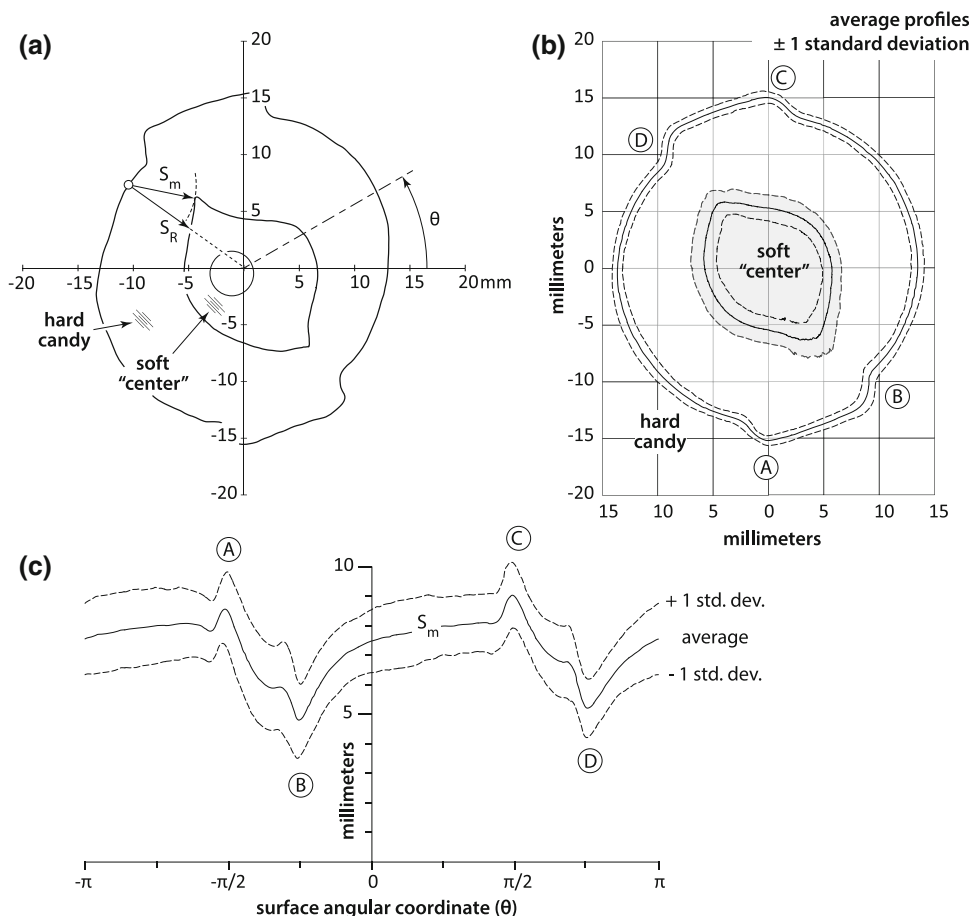 (a)
20
15
10
5
-5
-10
-15
-20
-20
-15
-10
-5
5
10
15
20 mm
S_m
S_R
θ
hard
candy
soft
"center"
(b)
average profiles
± 1 standard deviation
20
15
10
5
0
-5
-10
-15
-20
15
10
5
0
5
10
15
millimeters
millimeters
C
D
soft
"center"
B
hard
candy
A
(c)
A
C
10
+ 1 std. dev.
S_m
average
- 1 std. dev.
5
B
D
millimeters
-π
-π/2
0
π/2
π
surface angular coordinate (θ)